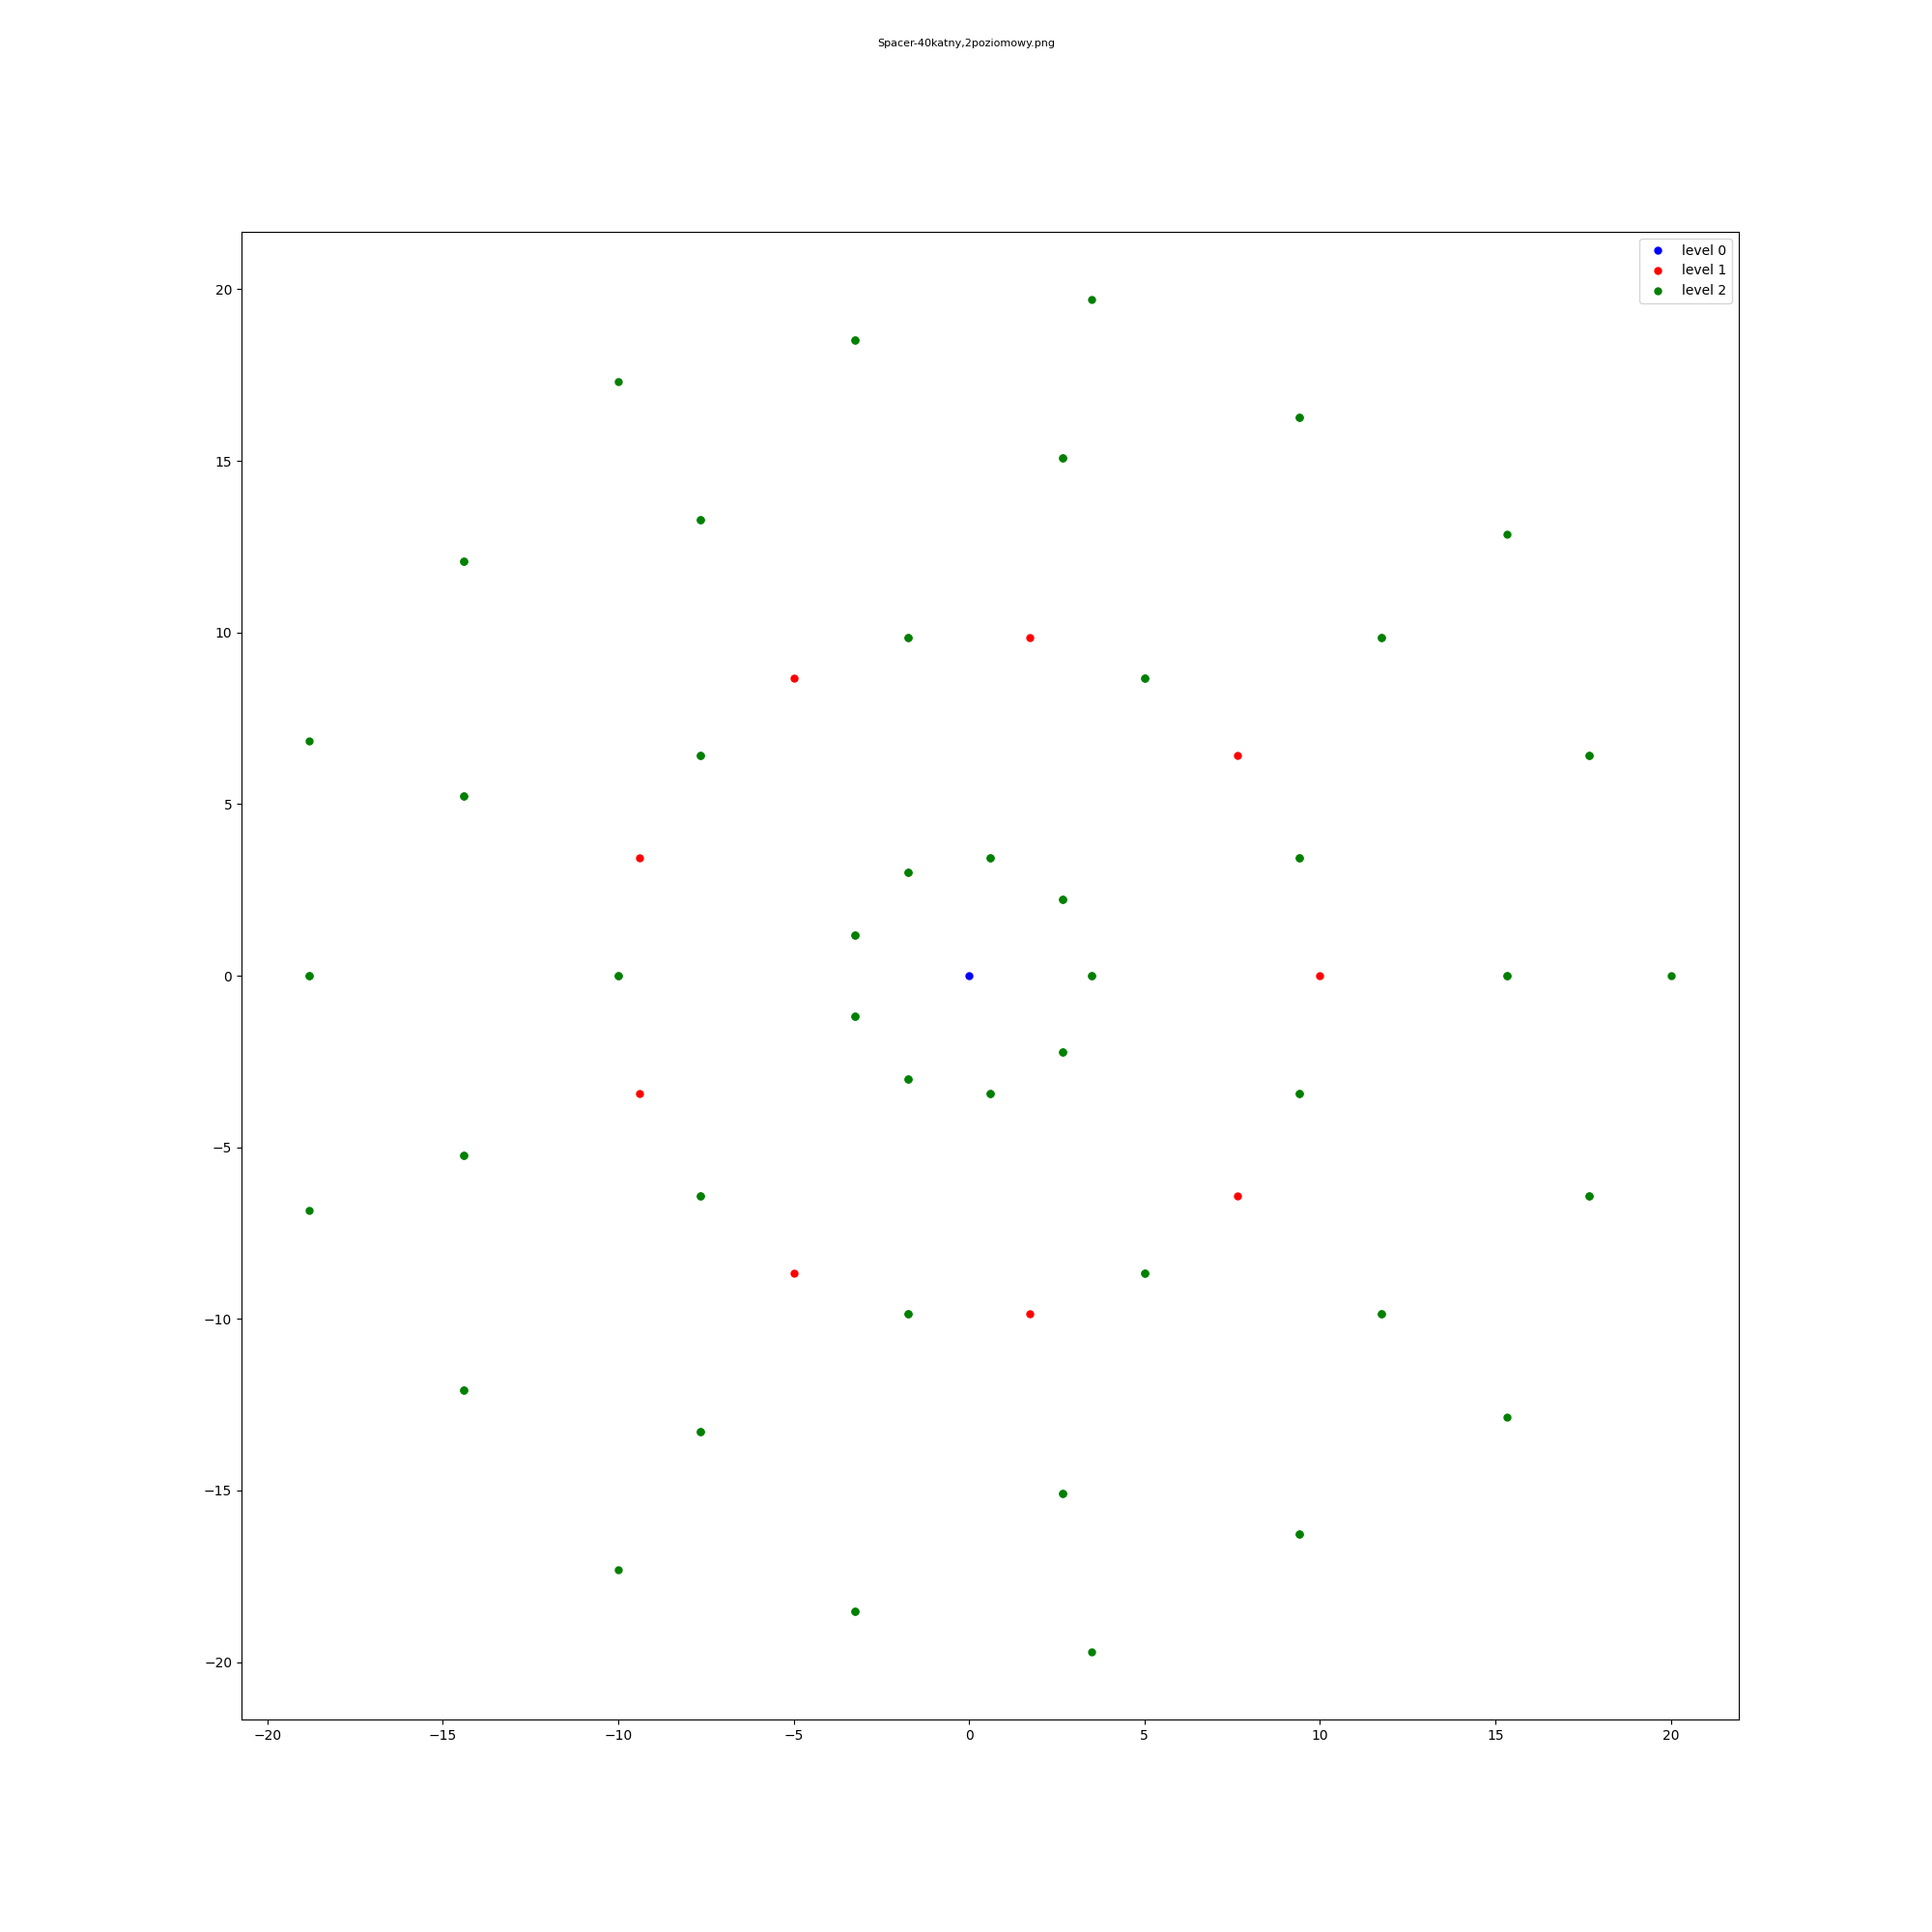 Spacer-40katny,2poziomowy.png
level 0
level 1
level 2
20
15
10
5
0
−5
−10
−15
−20
−20 −15 −10 −5 0 5 10 15 20